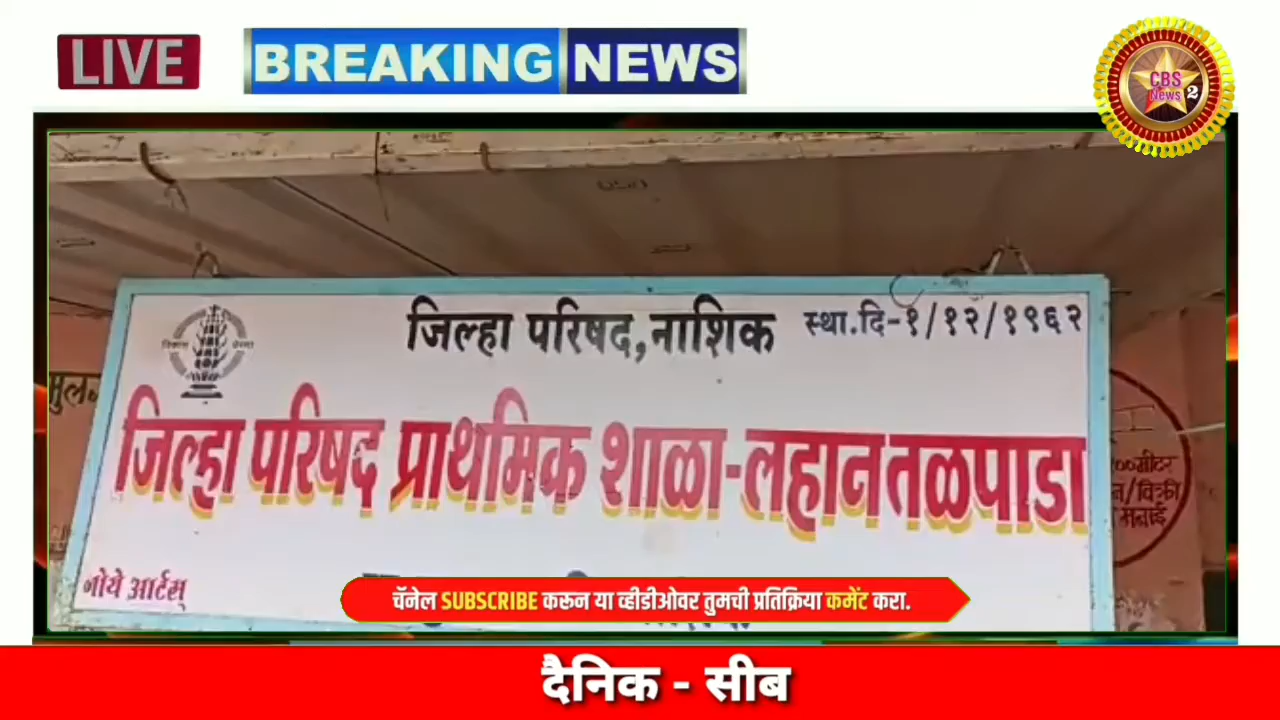 LIVE
BREAKING NEWS
CBS
News 2
जिल्हा परिषद,नाशिक
स्था.दि-१/१२/१९६२
जिल्हा परिषद प्राथमिक शाळा-लहान तळपाडा
गोये आर्टस्
चॅनेल SUBSCRIBE करून या व्हीडीओवर तुमची प्रतिक्रिया कमेंट करा.
दैनिक - सीब